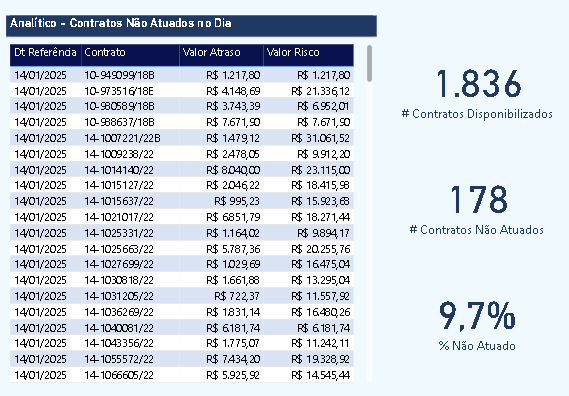 Analítico - Contratos Não Atuados no Dia
Dt Referência Contrato Valor Atraso Valor Risco
14/01/2025 10-949099/18B R$ 1.217,80 R$ 1.217,80
14/01/2025 10-973516/18E R$ 4.148,69 R$ 21.336,12
14/01/2025 10-980589/18B R$ 3.743,39 R$ 6.952,01
14/01/2025 10-988637/18B R$ 7.671,90 R$ 7.671,90
14/01/2025 14-1007221/22B R$ 1.479,12 R$ 31.061,52
14/01/2025 14-1009238/22 R$ 2.478,05 R$ 9.912,20
14/01/2025 14-1014140/22 R$ 8.040,00 R$ 23.115,00
14/01/2025 14-1015127/22 R$ 2.046,22 R$ 18.415,98
14/01/2025 14-1015637/22 R$ 995,23 R$ 15.923,68
14/01/2025 14-1021017/22 R$ 6.851,79 R$ 18.271,44
14/01/2025 14-1025331/22 R$ 1.164,02 R$ 9.894,17
14/01/2025 14-1025663/22 R$ 5.787,36 R$ 20.255,76
14/01/2025 14-1027699/22 R$ 1.029,69 R$ 16.475,04
14/01/2025 14-1030818/22 R$ 1.661,88 R$ 13.295,04
14/01/2025 14-1031205/22 R$ 722,37 R$ 11.557,92
14/01/2025 14-1036269/22 R$ 1.831,14 R$ 16.480,26
14/01/2025 14-1040081/22 R$ 6.181,74 R$ 6.181,74
14/01/2025 14-1043356/22 R$ 1.775,07 R$ 11.242,11
14/01/2025 14-1055572/22 R$ 7.434,20 R$ 19.328,92
14/01/2025 14-1066605/22 R$ 5.925,92 R$ 14.545,44
1.836
# Contratos Disponibilizados
178
# Contratos Não Atuados
9,7%
% Não Atuado